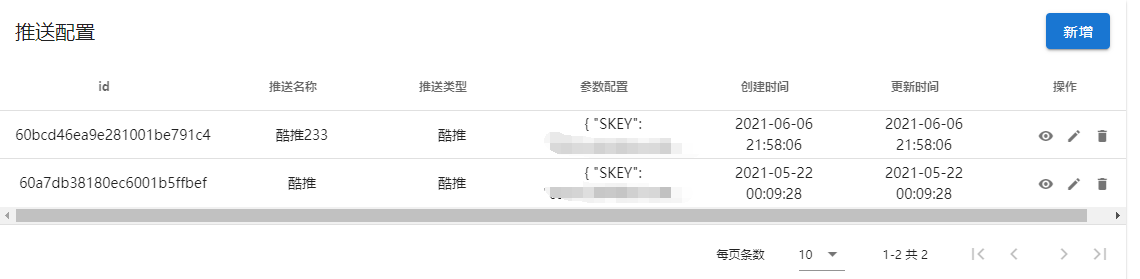 推送配置
新增
id 推送名称 推送类型 参数配置 创建时间 更新时间 操作
{ "SKEY": 2021-06-06 2021-06-06
60bcd46ea9e281001be791c4 酷推233 酷推
21:58:06 21:58:06
{ "SKEY": 2021-05-22 2021-05-22
60a7db38180ec6001b5ffbef 酷推 酷推
00:09:28 00:09:28
每页条数 10 1-2 共 2